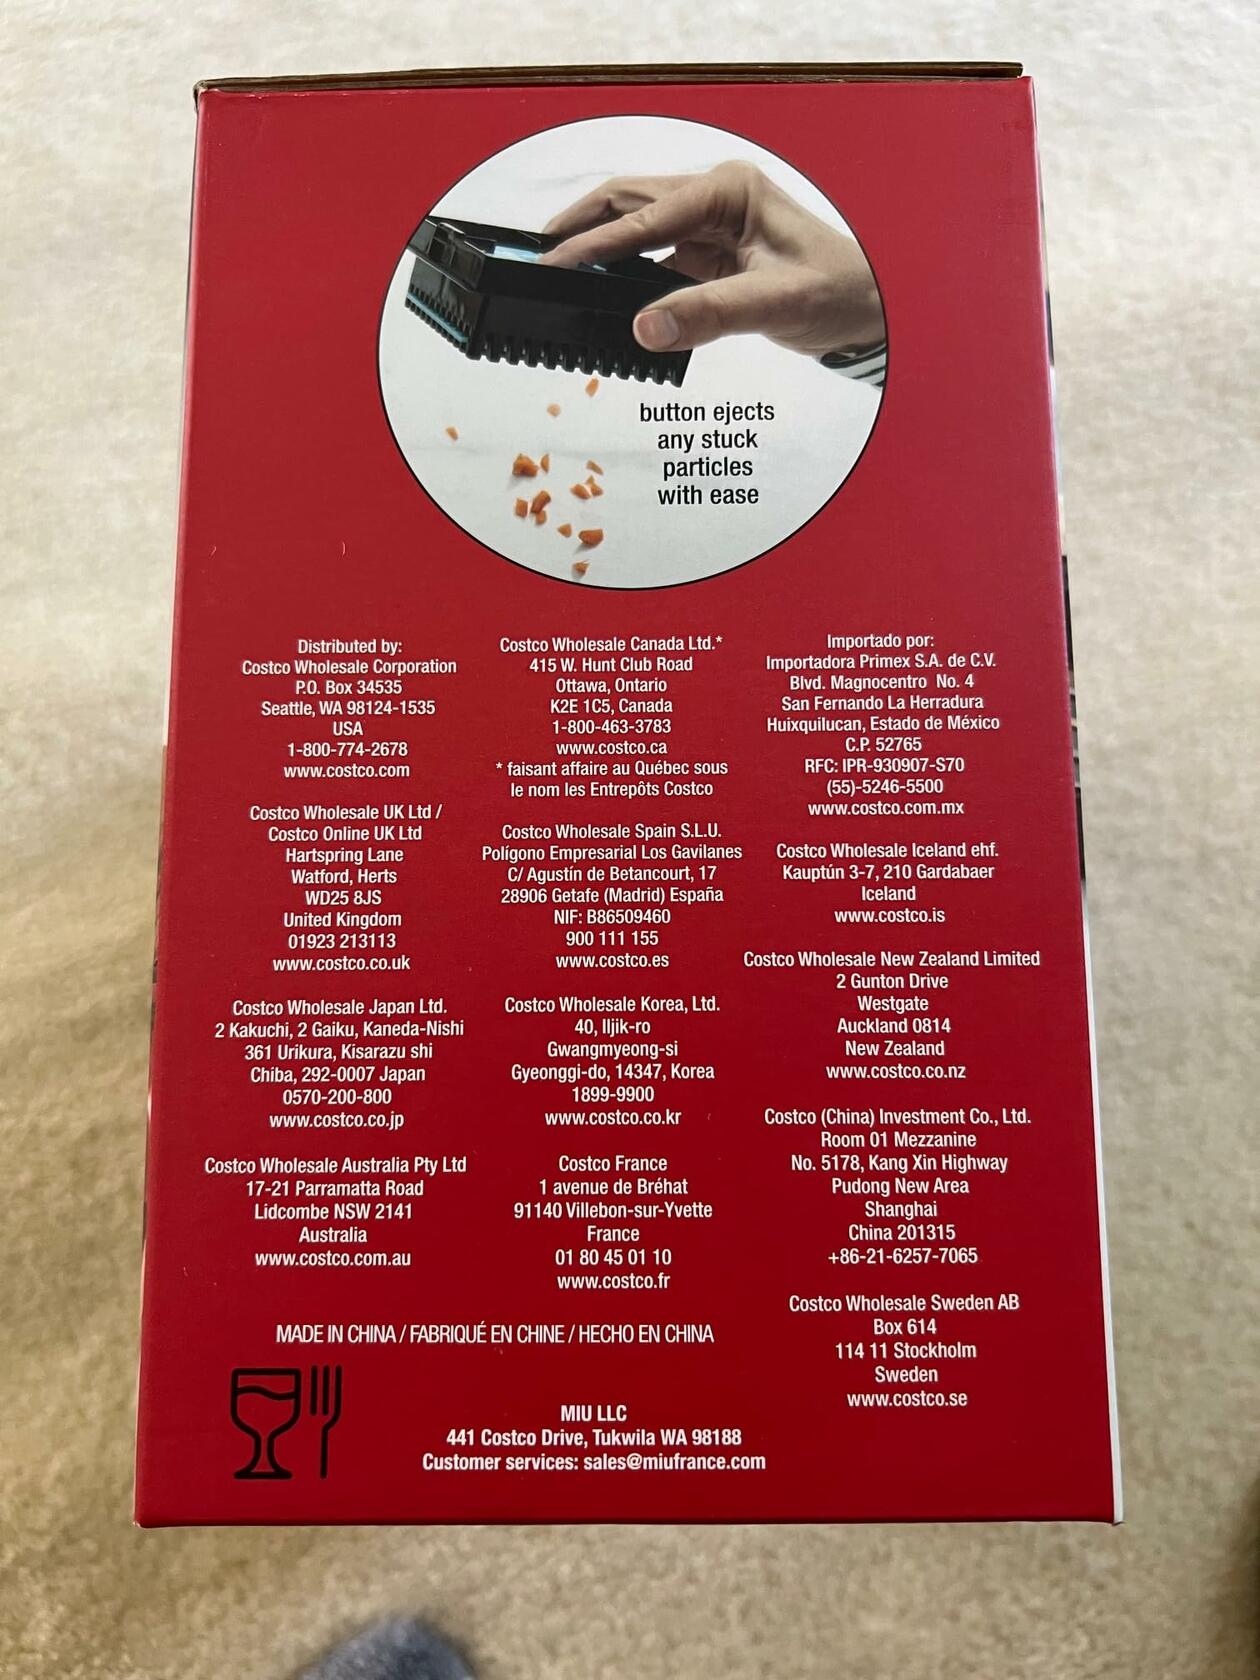 button ejects
any stuck
particles
with ease
Distributed by:
Costco Wholesale Corporation
P.O. Box 34535
Seattle, WA 98124-1535
USA
1-800-774-2678
www.costco.com
Costco Wholesale UK Ltd /
Costco Online UK Ltd
Hartspring Lane
Watford, Herts
WD25 8JS
United Kingdom
01923 213113
www.costco.co.uk
Costco Wholesale Japan Ltd.
2 Kakuchi, 2 Gaiku, Kaneda-Nishi
361 Urikura, Kisarazu shi
Chiba, 292-0007 Japan
0570-200-800
www.costco.co.jp
Costco Wholesale Australia Pty Ltd
17-21 Parramatta Road
Lidcombe NSW 2141
Australia
www.costco.com.au
Costco Wholesale Canada Ltd.*
415 W. Hunt Club Road
Ottawa, Ontario
K2E 1C5, Canada
1-800-463-3783
www.costco.ca
* faisant affaire au Québec sous
le nom les Entrepôts Costco
Costco Wholesale Spain S.L.U.
Polígono Empresarial Los Gavilanes
C/ Agustín de Betancourt, 17
28906 Getafe (Madrid) España
NIF: B86509460
900 111 155
www.costco.es
Costco Wholesale Korea, Ltd.
40, Iljik-ro
Gwangmyeong-si
Gyeonggi-do, 14347, Korea
1899-9900
www.costco.co.kr
Costco France
1 avenue de Bréhat
91140 Villebon-sur-Yvette
France
01 80 45 01 10
www.costco.fr
Importado por:
Importadora Primex S.A. de C.V.
Blvd. Magnocentro No. 4
San Fernando La Herradura
Huixquilucan, Estado de México
C.P. 52765
RFC: IPR-930907-S70
(55)-5246-5500
www.costco.com.mx
Costco Wholesale Iceland ehf.
Kauptún 3-7, 210 Gardabaer
Iceland
www.costco.is
Costco Wholesale New Zealand Limited
2 Gunton Drive
Westgate
Auckland 0814
New Zealand
www.costco.co.nz
Costco (China) Investment Co., Ltd.
Room 01 Mezzanine
No. 5178, Kang Xin Highway
Pudong New Area
Shanghai
China 201315
+86-21-6257-7065
Costco Wholesale Sweden AB
Box 614
114 11 Stockholm
Sweden
www.costco.se
MADE IN CHINA / FABRIQUÉ EN CHINE / HECHO EN CHINA
MIU LLC
441 Costco Drive, Tukwila WA 98188
Customer services: sales@miufrance.com